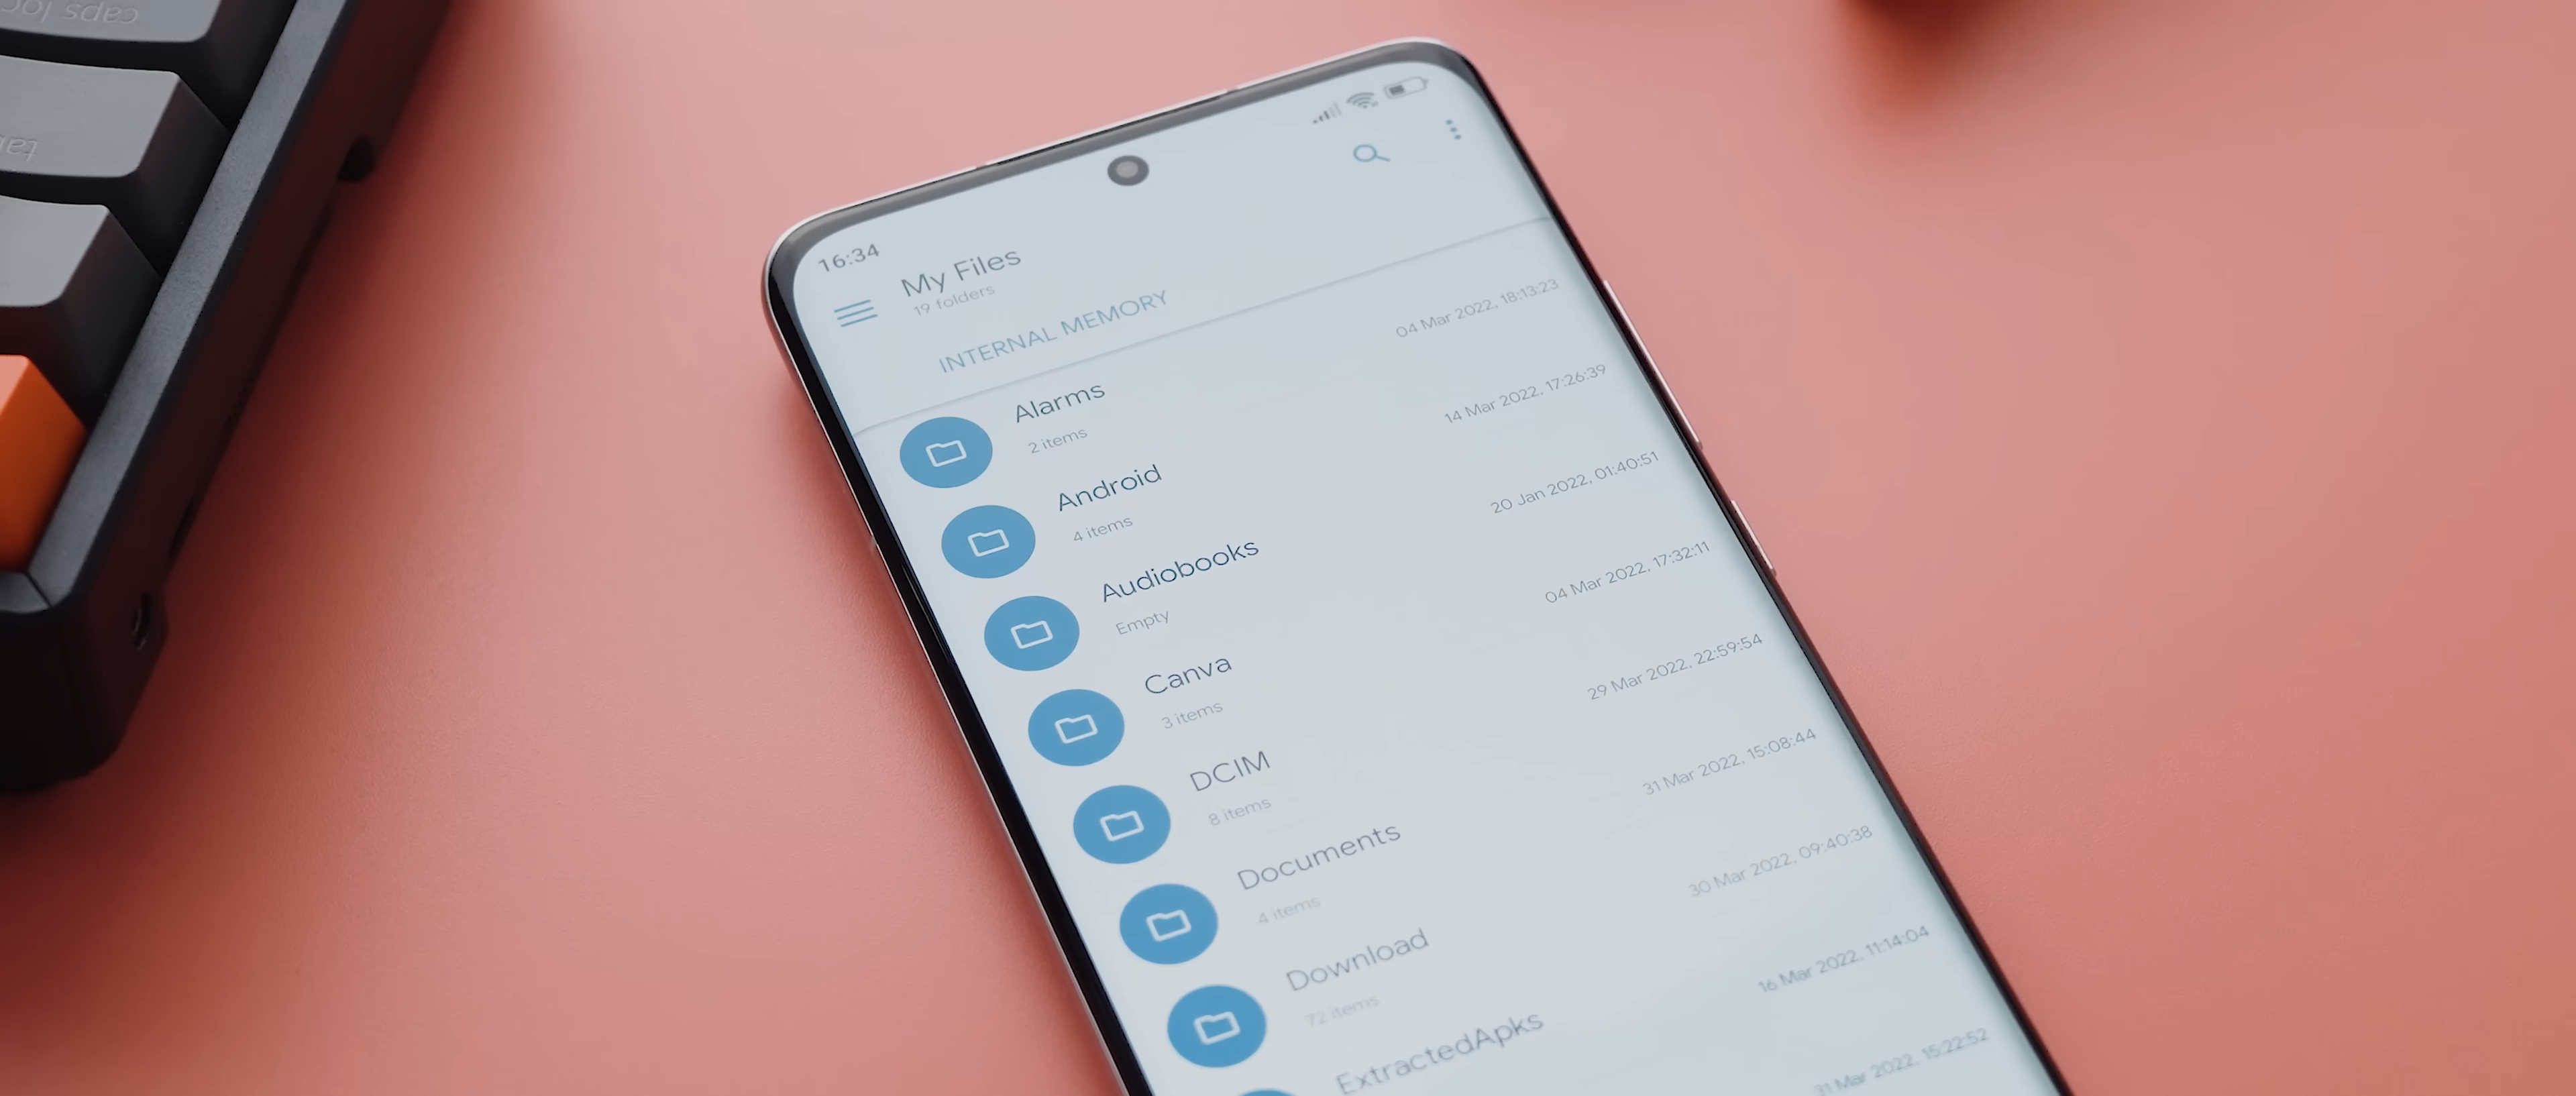 caps loc
tab
16:34
My Files
19 folders
INTERNAL MEMORY
Alarms
2 items 04 Mar 2022, 18:13:23
Android
4 items 14 Mar 2022, 17:26:39
Audiobooks
Empty 20 Jan 2022, 01:40:51
Canva
3 items 04 Mar 2022, 17:32:11
DCIM
8 items 29 Mar 2022, 22:59:54
Documents
4 items 31 Mar 2022, 15:08:44
Download
72 items 30 Mar 2022, 09:40:38
ExtractedApks
16 Mar 2022, 11:14:04
31 Mar 2022, 15:22:52